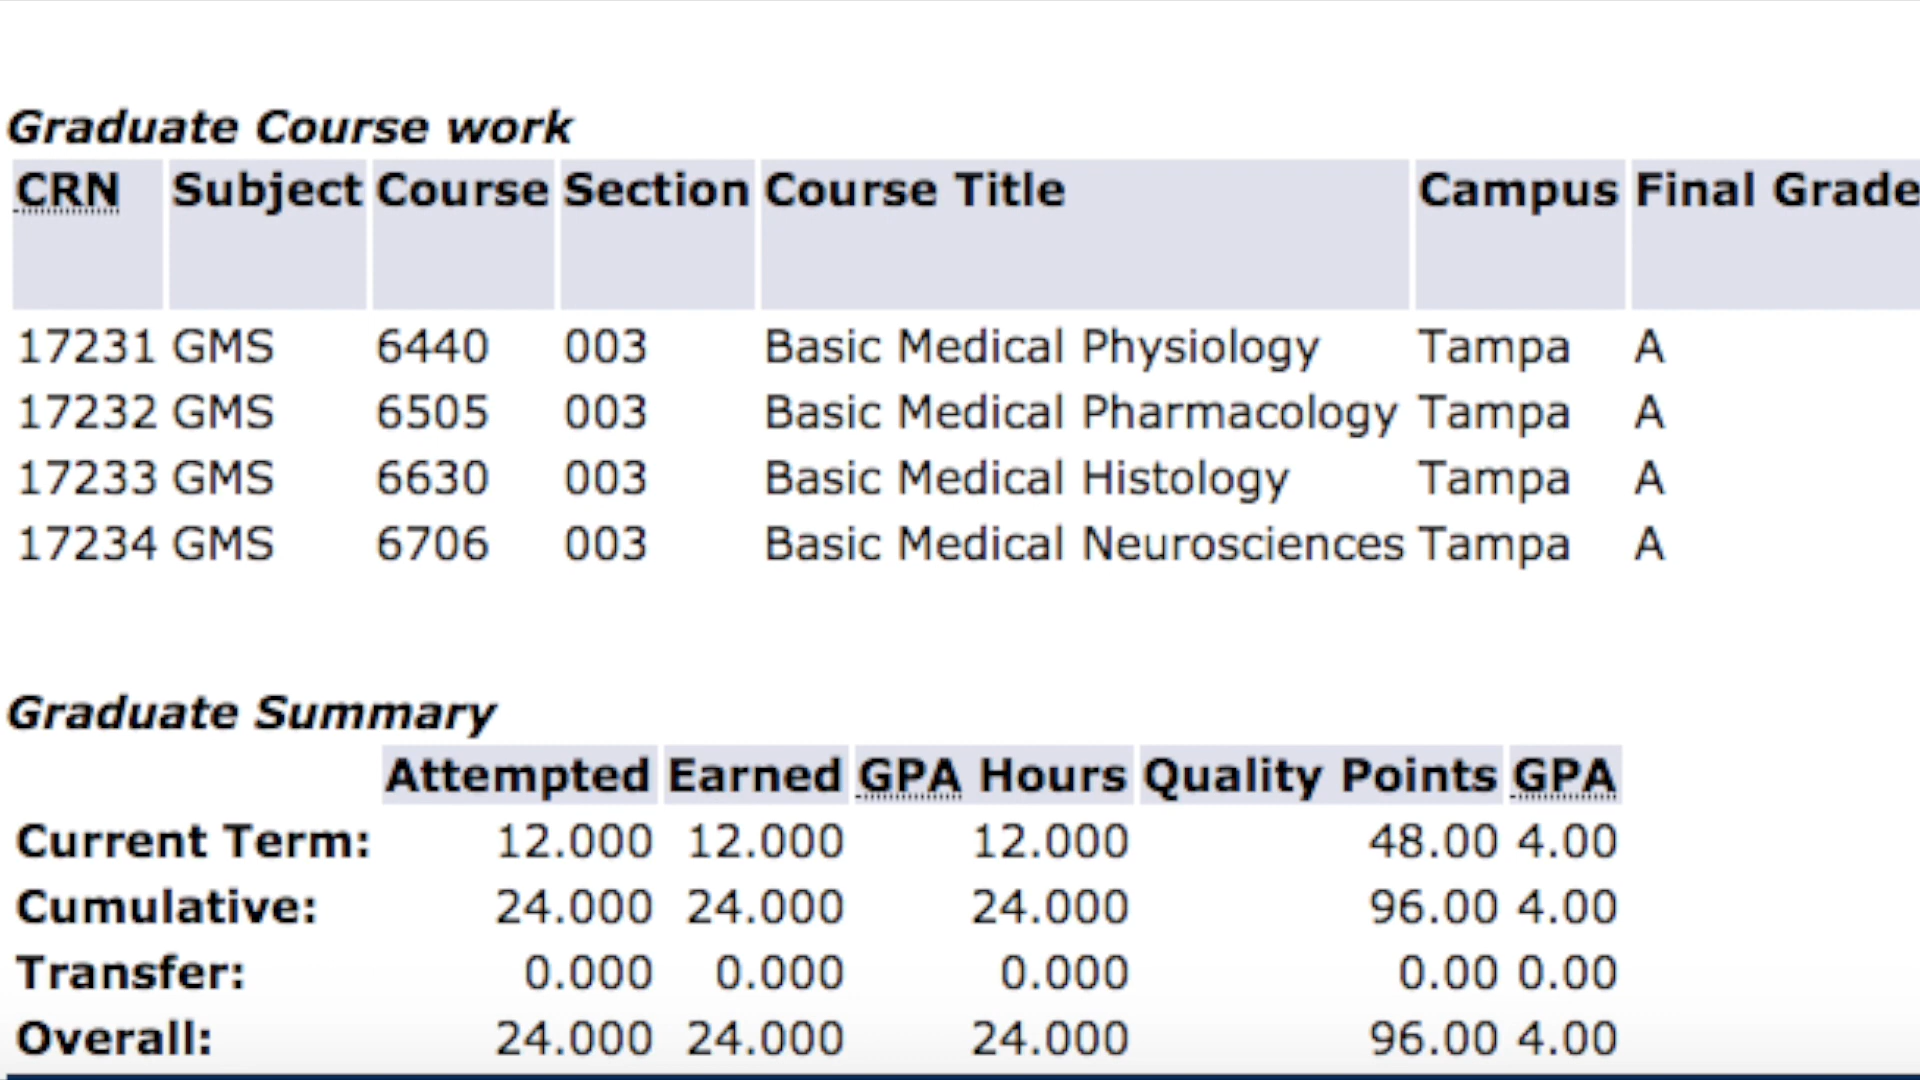 Graduate Course work
CRN Subject Course Section Course Title Campus Final Grade
17231 GMS 6440 003 Basic Medical Physiology Tampa A
17232 GMS 6505 003 Basic Medical Pharmacology Tampa A
17233 GMS 6630 003 Basic Medical Histology Tampa A
17234 GMS 6706 003 Basic Medical Neurosciences Tampa A
Graduate Summary
Attempted Earned GPA Hours Quality Points GPA
Current Term: 12.000 12.000 12.000 48.00 4.00
Cumulative: 24.000 24.000 24.000 96.00 4.00
Transfer: 0.000 0.000 0.000 0.00 0.00
Overall: 24.000 24.000 24.000 96.00 4.00